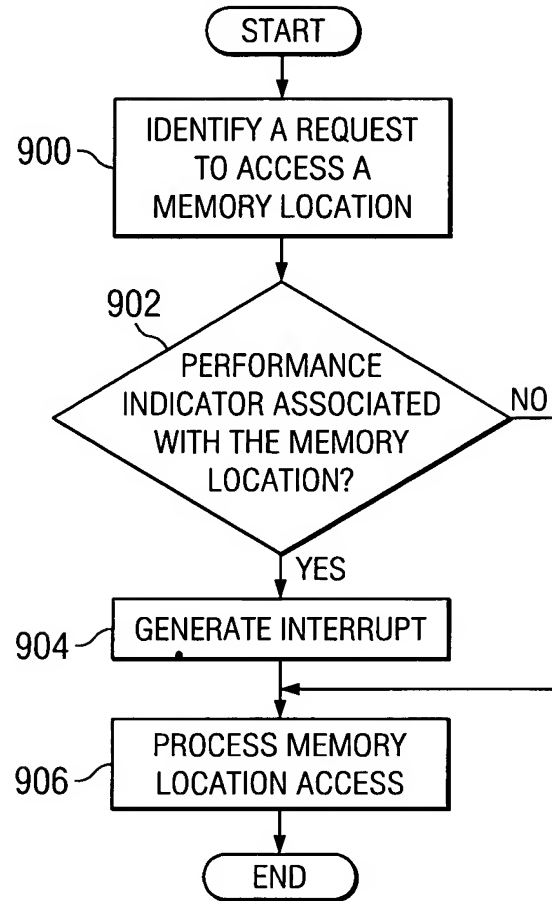 START
900
IDENTIFY A REQUEST
TO ACCESS A
MEMORY LOCATION
902
PERFORMANCE
INDICATOR ASSOCIATED
WITH THE MEMORY
LOCATION?
NO
YES
904
GENERATE INTERRUPT
906
PROCESS MEMORY
LOCATION ACCESS
END